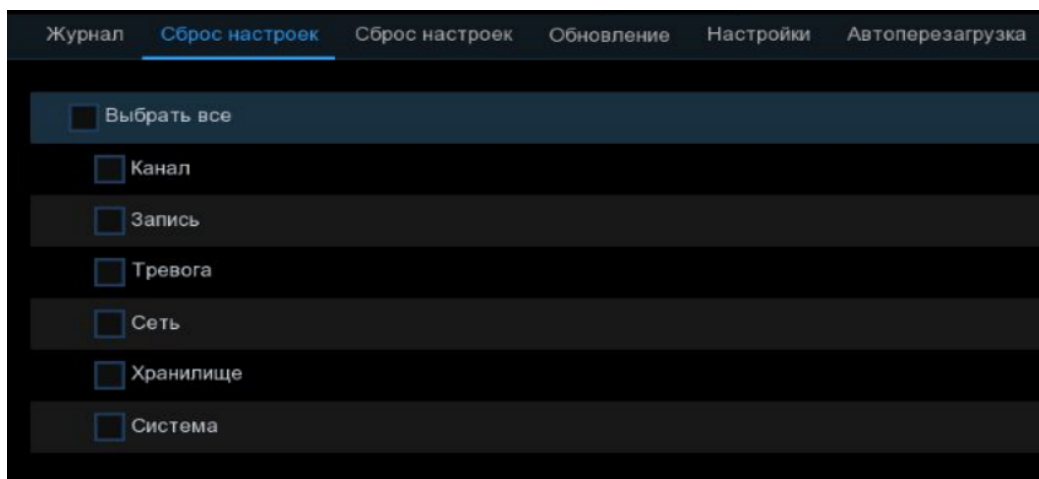 Журнал Сброс настроек Сброс настроек Обновление Настройки Автоперезагрузка
Выбрать все
Канал
Запись
Тревога
Сеть
Хранилище
Система